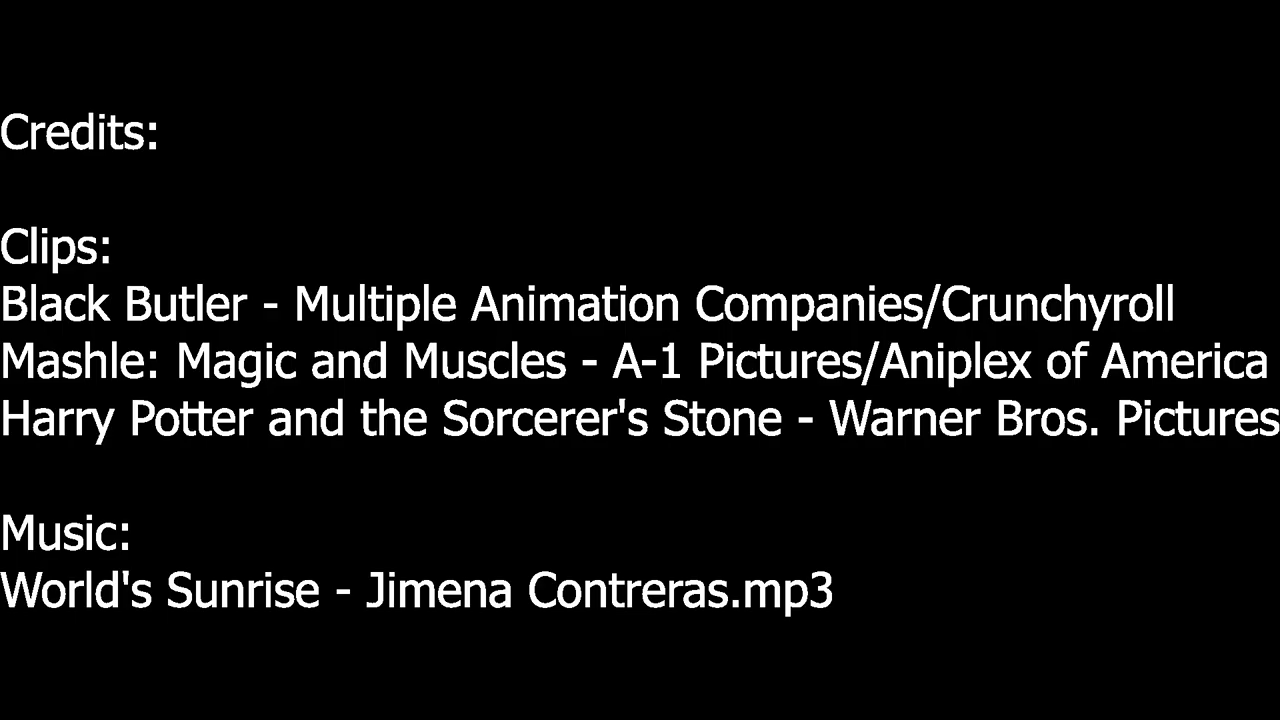 Credits:
Clips:
Black Butler - Multiple Animation Companies/Crunchyroll
Mashle: Magic and Muscles - A-1 Pictures/Aniplex of America
Harry Potter and the Sorcerer's Stone - Warner Bros. Pictures
Music:
World's Sunrise - Jimena Contreras.mp3